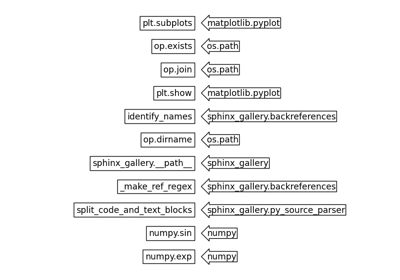 plt.subplots matplotlib.pyplot
op.exists os.path
op.join os.path
plt.show matplotlib.pyplot
identify_names sphinx_gallery.backreferences
op.dirname os.path
sphinx_gallery.__path__ sphinx_gallery
_make_ref_regex sphinx_gallery.backreferences
split_code_and_text_blocks sphinx_gallery.py_source_parser
numpy.sin numpy
numpy.exp numpy